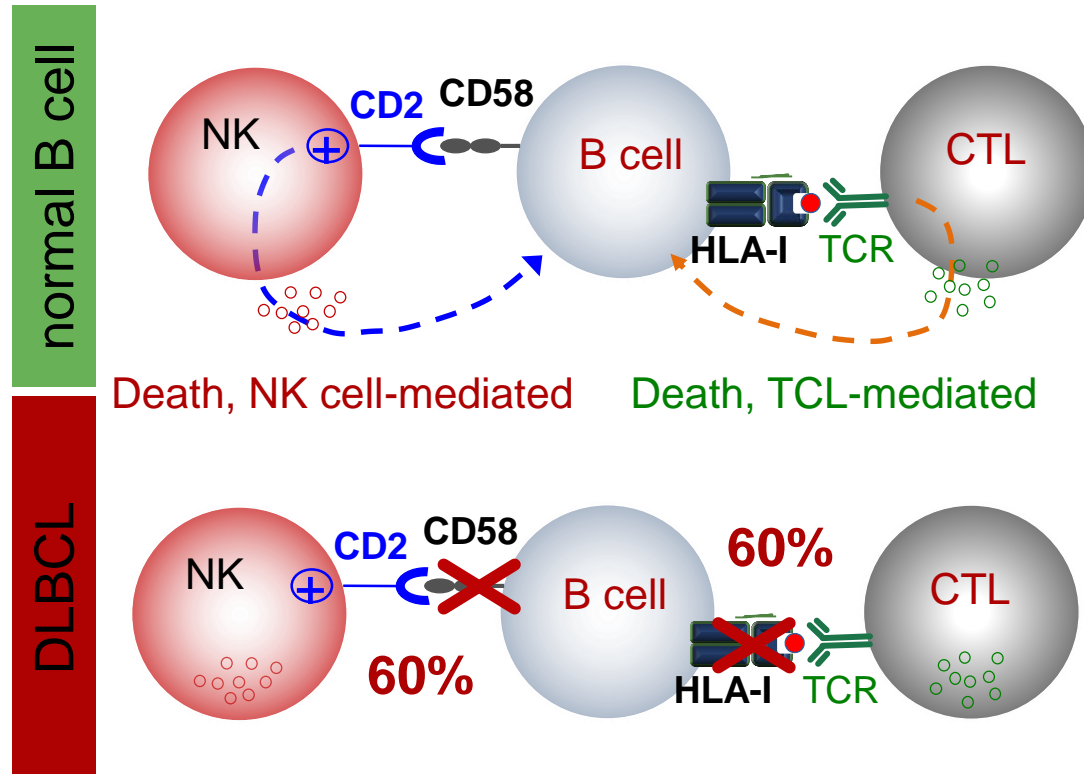 normal B cell
NK
CD2
CD58
B cell
CTL
HLA-I
TCR
Death, NK cell-mediated
Death, TCL-mediated
DLBCL
NK
CD2
CD58
60%
B cell
60%
CTL
HLA-I
TCR